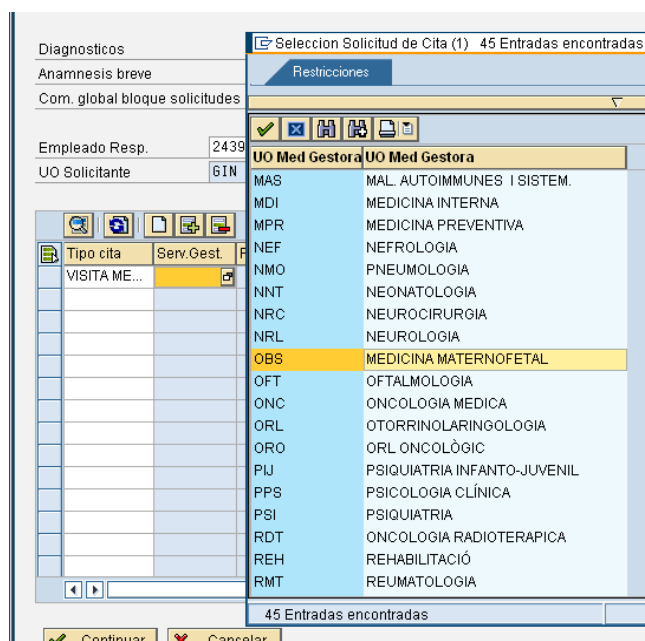 Diagnosticos
Anamnesis breve
Com. global bloque solicitudes
Empleado Resp. 2439
UO Solicitante GIN
Tipo cita Serv.Gest.
VISITA ME...
Seleccion Solicitud de Cita (1) 45 Entradas encontradas
Restricciones
UO Med Gestora UO Med Gestora
MAS MAL. AUTOIMMUNES I SISTEM.
MDI MEDICINA INTERNA
MPR MEDICINA PREVENTIVA
NEF NEFROLOGIA
NMO PNEUMOLOGIA
NNT NEONATOLOGIA
NRC NEUROCIRURGIA
NRL NEUROLOGIA
OBS MEDICINA MATERNOFETAL
OFT OFTALMOLOGIA
ONC ONCOLOGIA MEDICA
ORL OTORRINOLARINGOLOGIA
ORO ORL ONCOLÒGIC
PIJ PSIQUIATRIA INFANTO-JUVENIL
PPS PSICOLOGIA CLÍNICA
PSI PSIQUIATRIA
RDT ONCOLOGIA RADIOTERAPICA
REH REHABILITACIÓ
RMT REUMATOLOGIA
45 Entradas encontradas
Continuar Cancelar